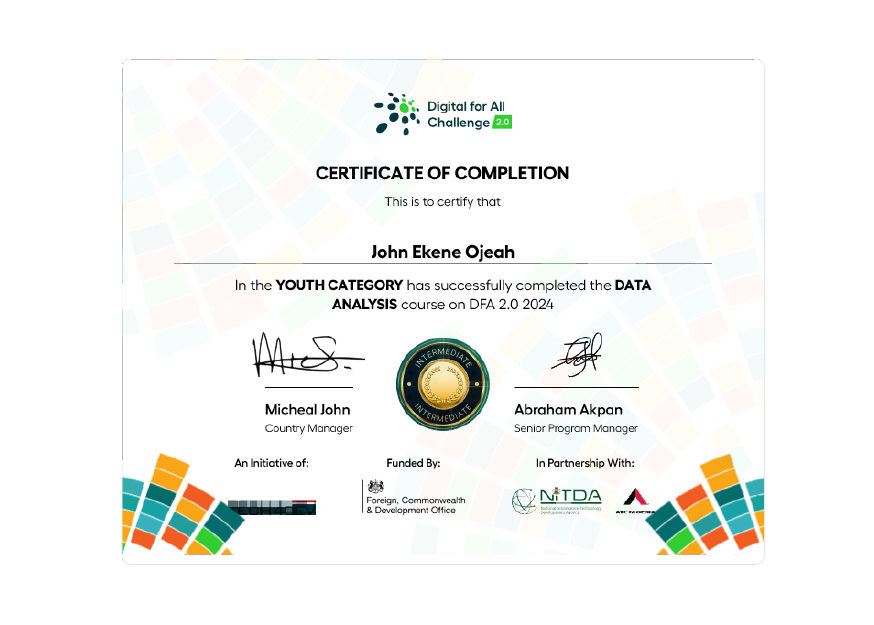 Digital for All
Challenge 2.0
CERTIFICATE OF COMPLETION
This is to certify that
John Ekene Ojeah
In the YOUTH CATEGORY has successfully completed the DATA
ANALYSIS course on DFA 2.0 2024
INTERMEDIATE
INTERMEDIATE
Micheal John
Country Manager
Abraham Akpan
Senior Program Manager
An Initiative of:
Funded By:
In Partnership With:
Foreign, Commonwealth
& Development Office
NITDA
National Information Technology
Development Agency